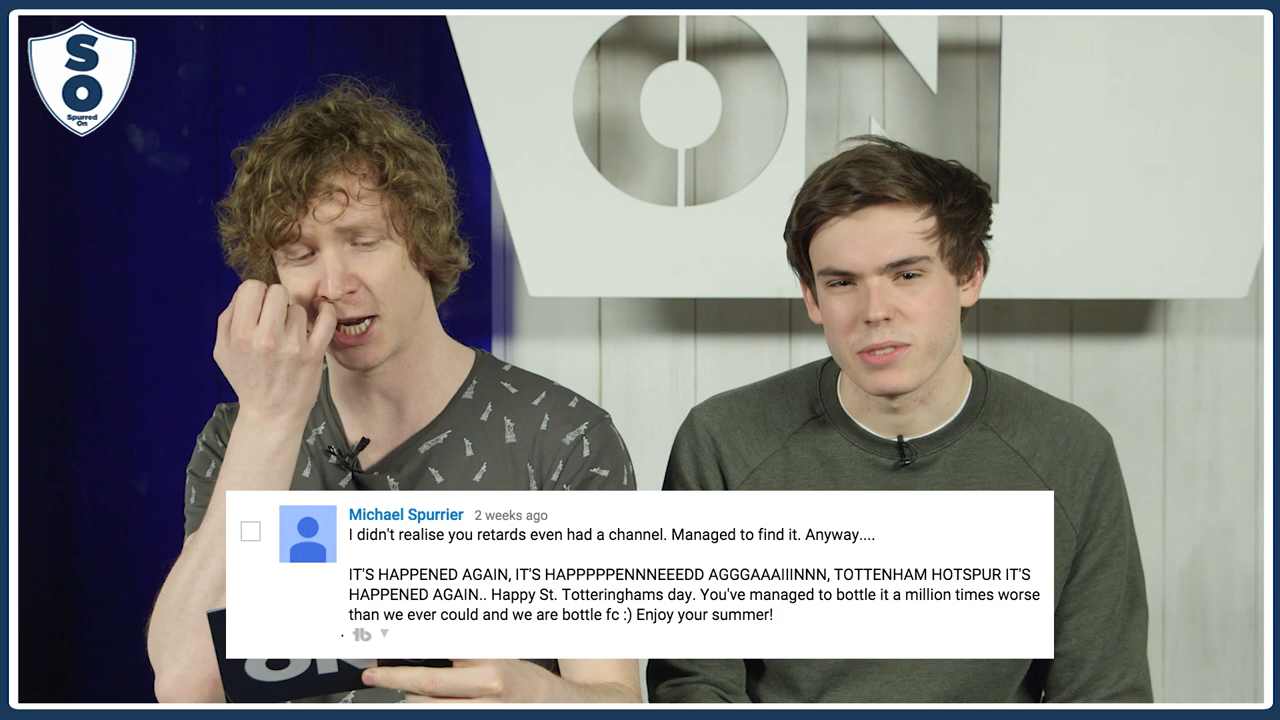 S
O
Spurred
On
ON
Michael Spurrier 2 weeks ago
I didn't realise you retards even had a channel. Managed to find it. Anyway....
IT'S HAPPENED AGAIN, IT'S HAPPPPPENNNEEEDD AGGGAAAIIINNN, TOTTENHAM HOTSPUR IT'S
HAPPENED AGAIN.. Happy St. Totteringhams day. You've managed to bottle it a million times worse
than we ever could and we are bottle fc :) Enjoy your summer!
ON